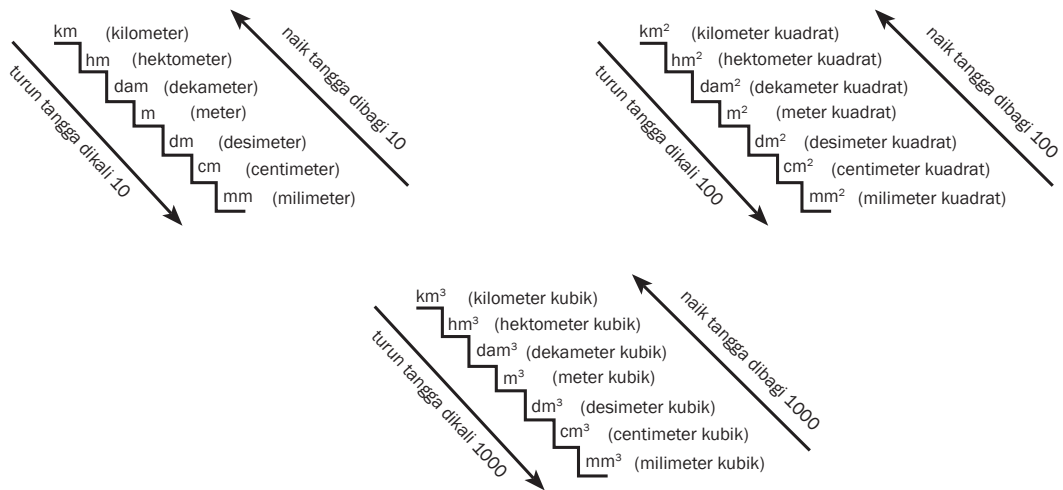 km (kilometer)
hm (hektometer)
dam (dekameter)
m (meter)
dm (desimeter)
cm (centimeter)
mm (milimeter)
turun tangga dikali 10
naik tangga dibagi 10
km² (kilometer kuadrat)
hm² (hektometer kuadrat)
dam² (dekameter kuadrat)
m² (meter kuadrat)
dm² (desimeter kuadrat)
cm² (centimeter kuadrat)
mm² (milimeter kuadrat)
turun tangga dikali 100
naik tangga dibagi 100
km³ (kilometer kubik)
hm³ (hektometer kubik)
dam³ (dekameter kubik)
m³ (meter kubik)
dm³ (desimeter kubik)
cm³ (centimeter kubik)
mm³ (milimeter kubik)
turun tangga dikali 1000
naik tangga dibagi 1000